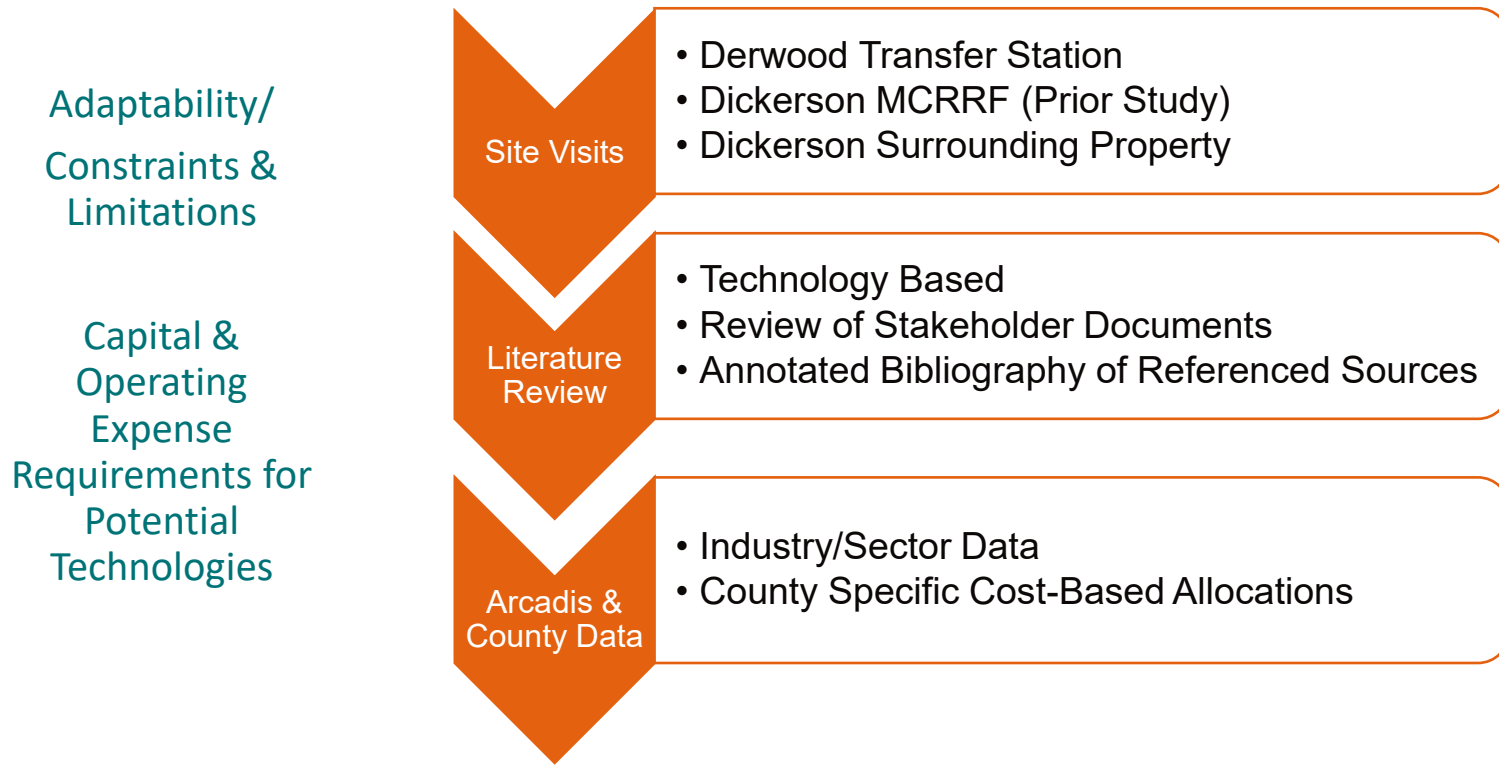 Adaptability/
Constraints &
Limitations
Capital &
Operating
Expense
Requirements for
Potential
Technologies
Site Visits
• Derwood Transfer Station
• Dickerson MCRRF (Prior Study)
• Dickerson Surrounding Property
Literature
Review
• Technology Based
• Review of Stakeholder Documents
• Annotated Bibliography of Referenced Sources
Arcadis &
County Data
• Industry/Sector Data
• County Specific Cost-Based Allocations